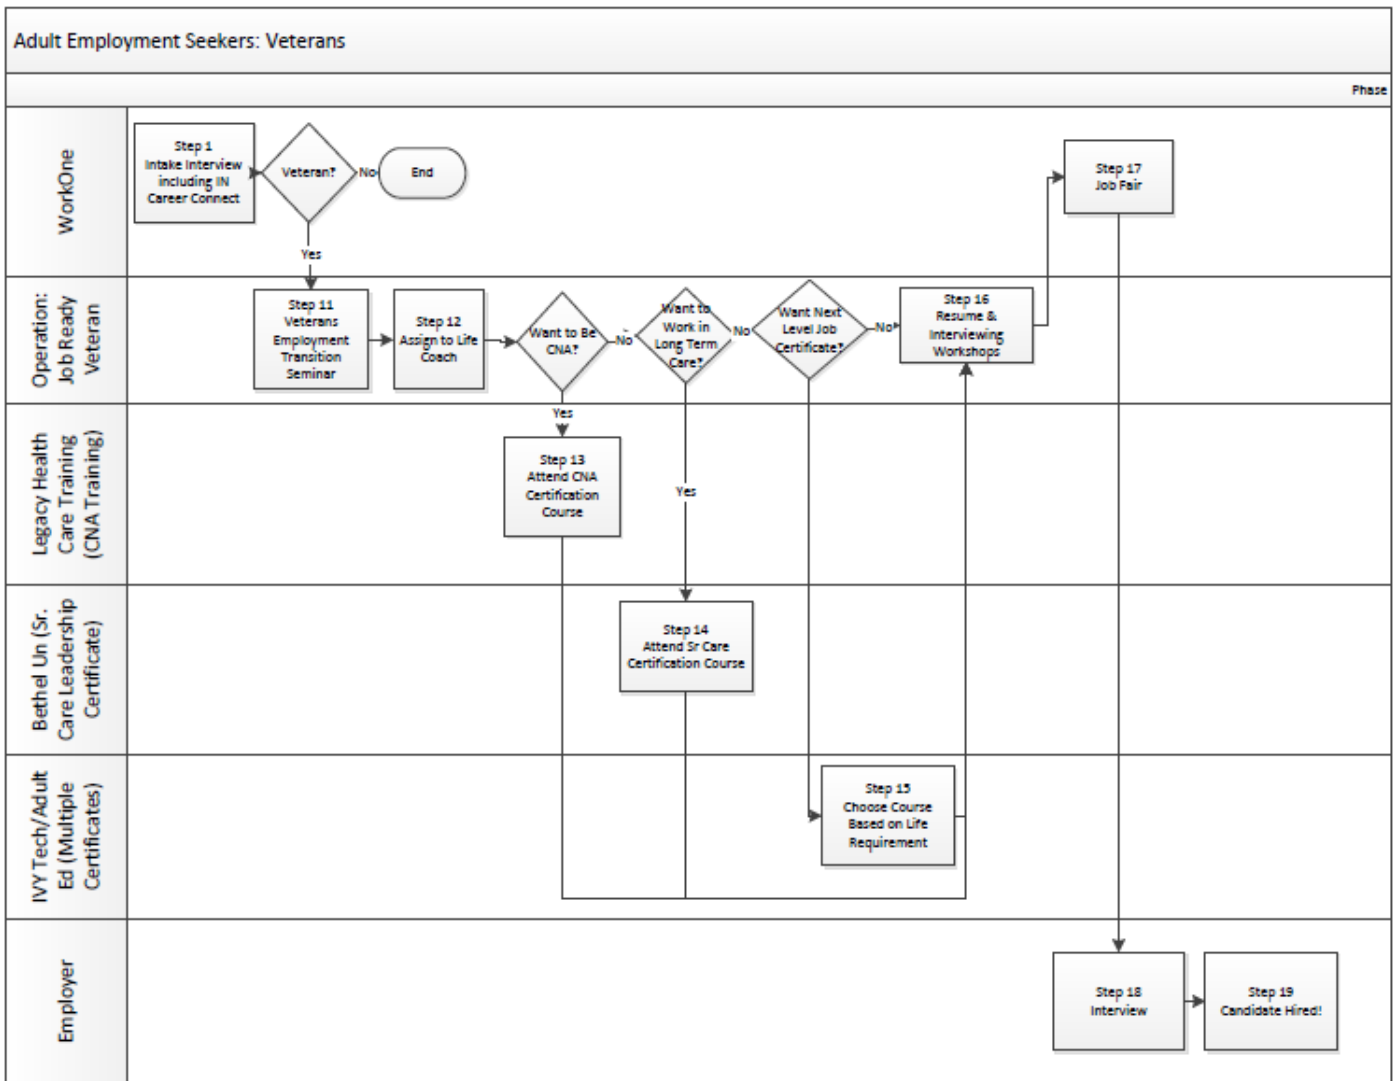 Adult Employment Seekers: Veterans
Phase
WorkOne
Step 1
Intake Interview
including IN
Career Connect
Veteran?
No
End
Yes
Step 17
Job Fair
Operation:
Job Ready
Veteran
Step 11
Veterans
Employment
Transition
Seminar
Step 12
Assign to Life
Coach
Want to Be
CNA?
No
Want to
Work in
Long Term
Care?
No
Want Next
Level Job
Certificate?
No
Step 16
Resume &
Interviewing
Workshops
Legacy Health
Care Training
(CNA Training)
Yes
Step 13
Attend CNA
Certification
Course
Yes
Bethel Un (Sr.
Care Leadership
Certificate)
Step 14
Attend Sr Care
Certification Course
IVY Tech/Adult
Ed (Multiple
Certificates)
Step 15
Choose Course
Based on Life
Requirement
Employer
Step 18
Interview
Step 19
Candidate Hired!